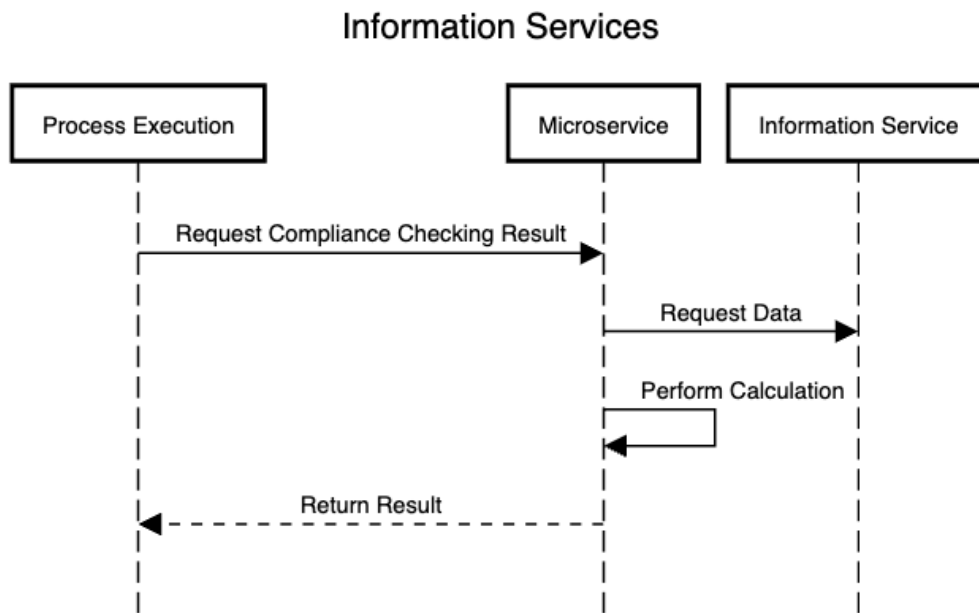 Information Services
Process Execution
Microservice
Information Service
Request Compliance Checking Result
Request Data
Perform Calculation
Return Result